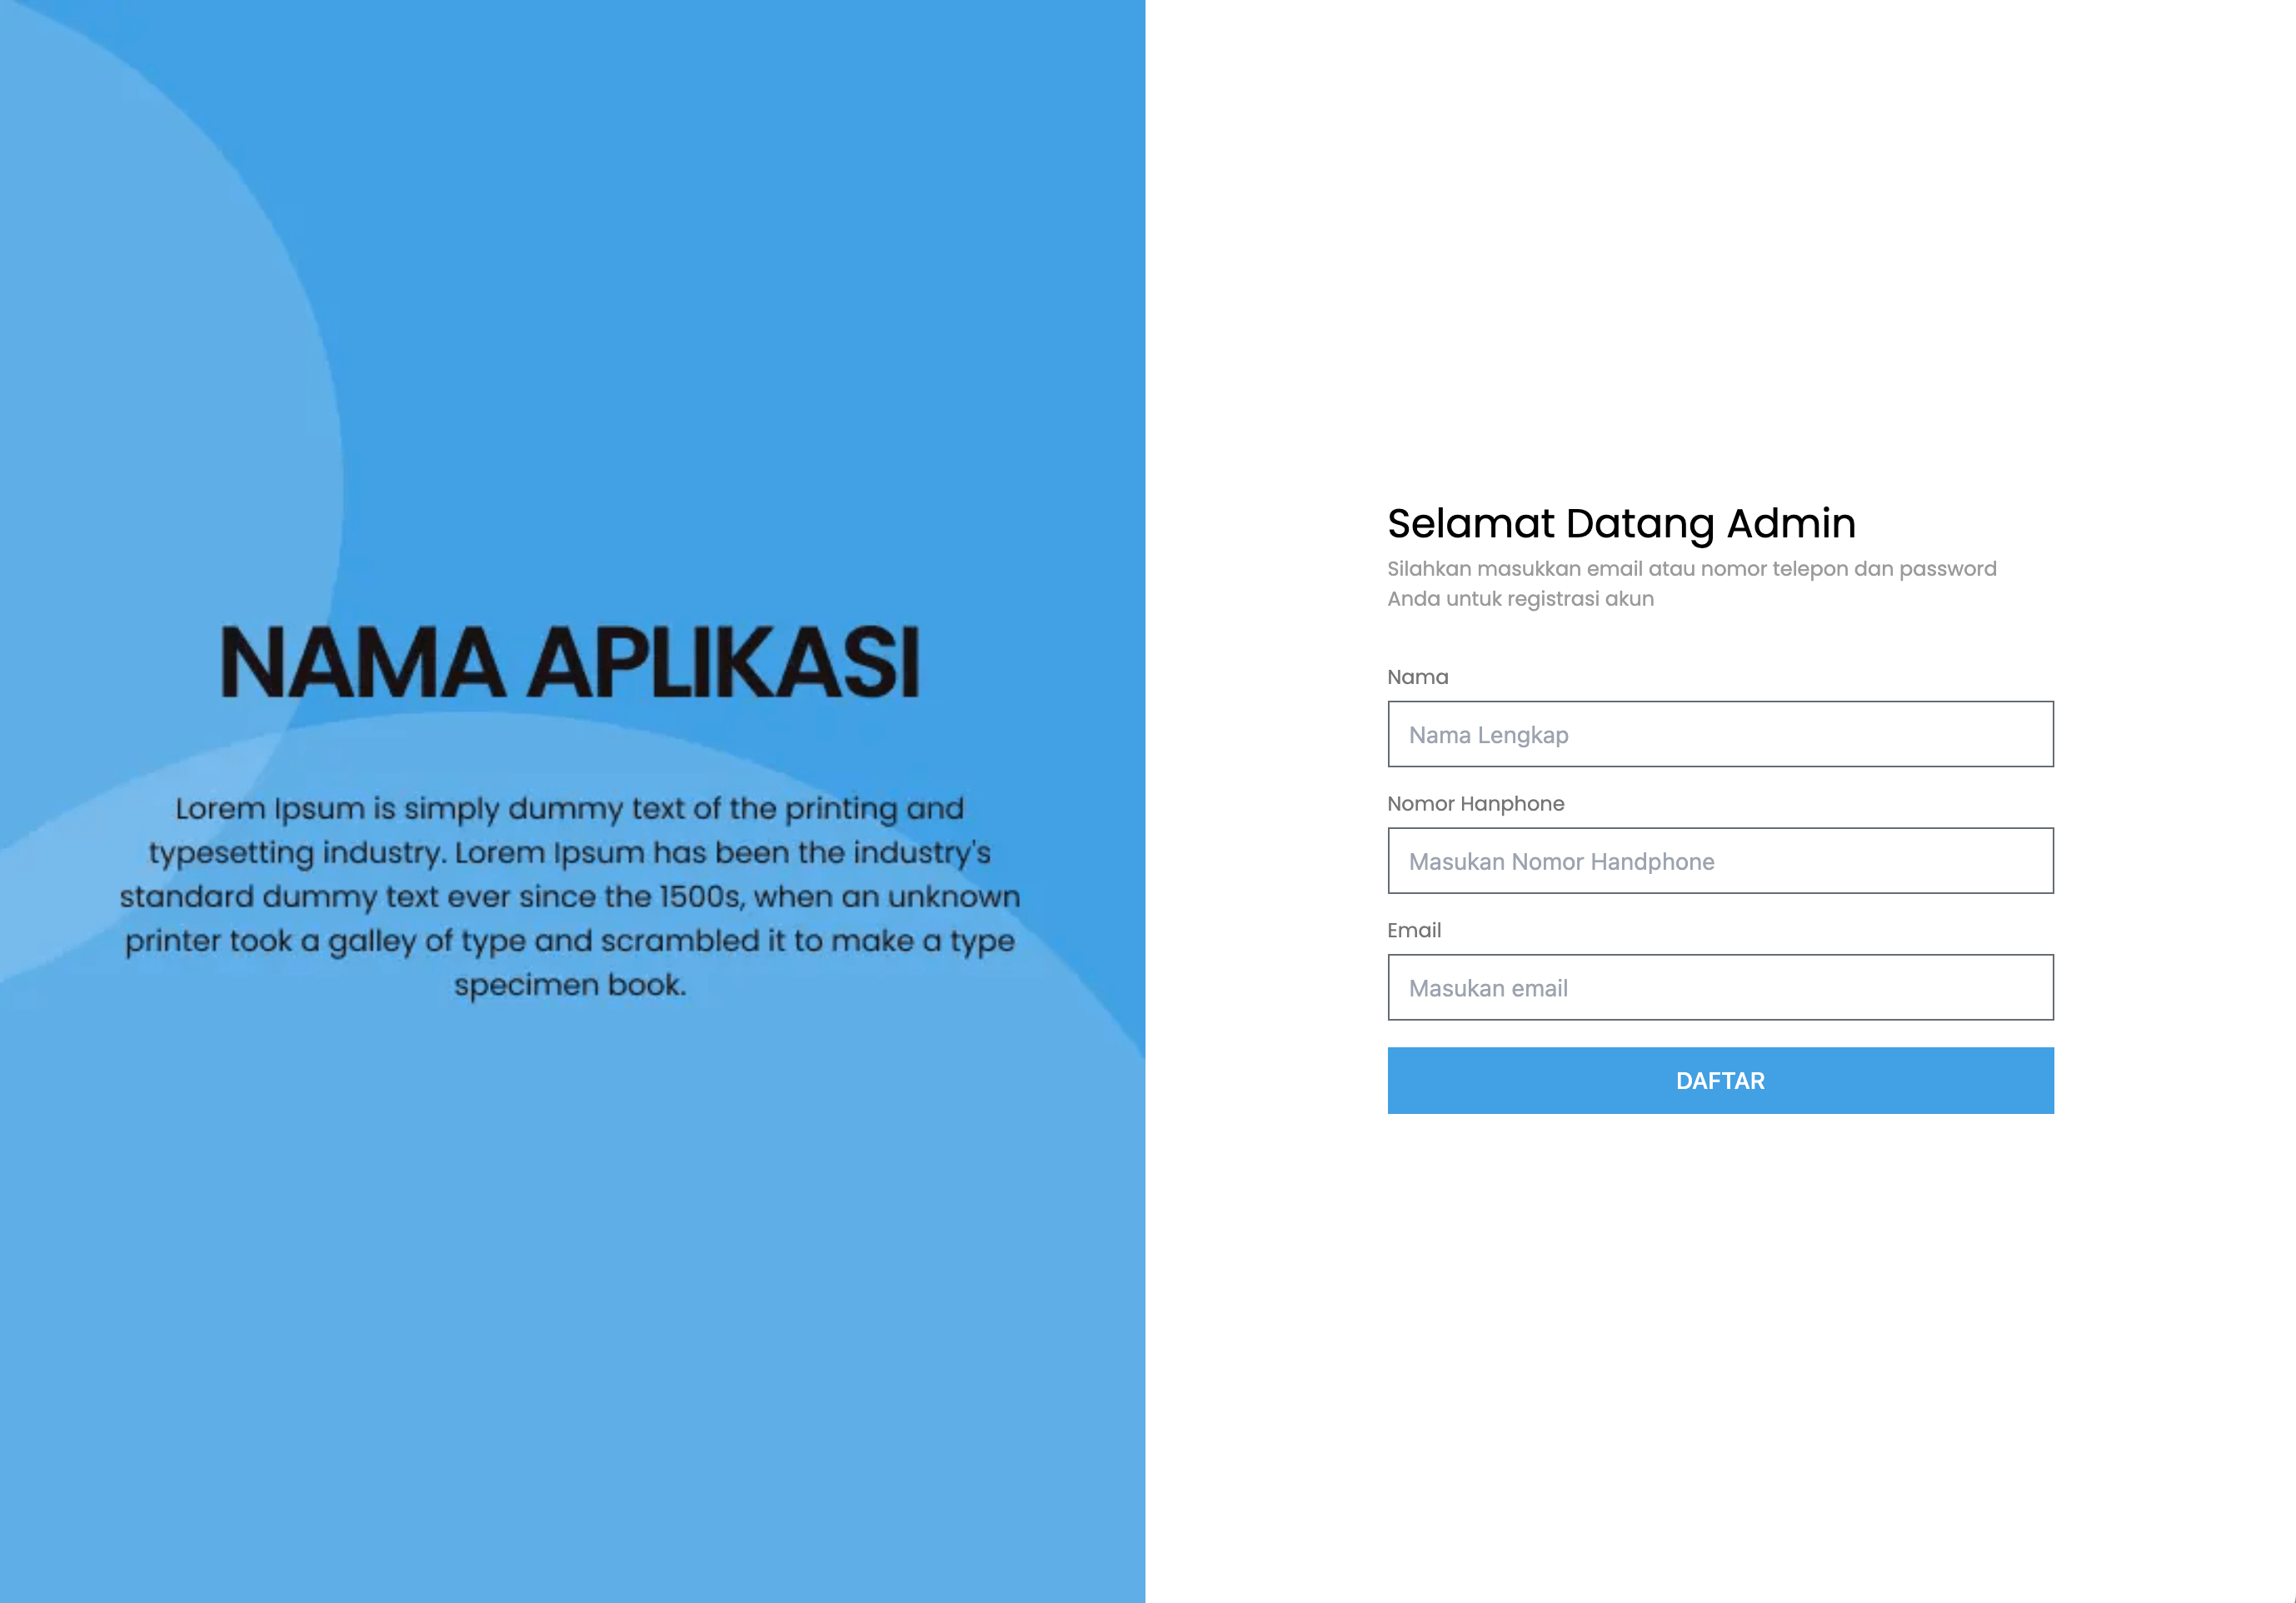 NAMA APLIKASI
Lorem Ipsum is simply dummy text of the printing and
typesetting industry. Lorem Ipsum has been the industry's
standard dummy text ever since the 1500s, when an unknown
printer took a galley of type and scrambled it to make a type
specimen book.
Selamat Datang Admin
Silahkan masukkan email atau nomor telepon dan password
Anda untuk registrasi akun
Nama
Nama Lengkap
Nomor Hanphone
Masukan Nomor Handphone
Email
Masukan email
DAFTAR